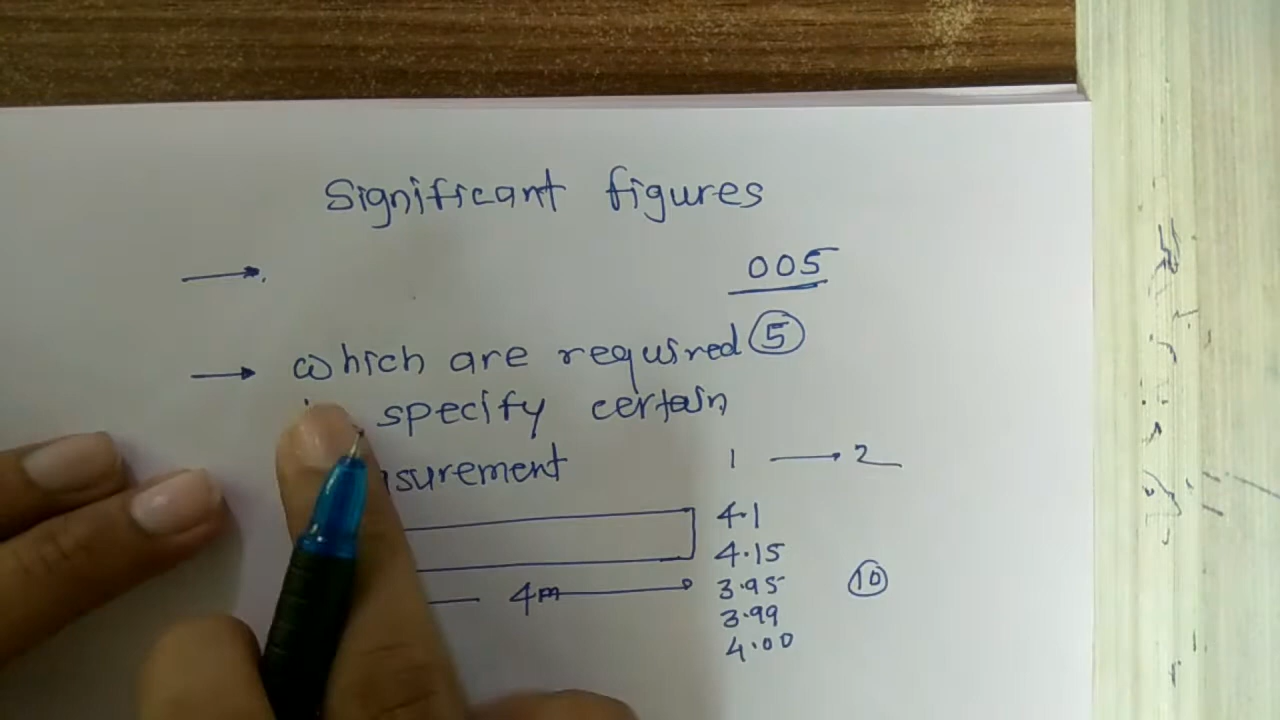 Significant figures
005
which are required 5
specify certain
surement
1 → 2
4.1
4.15
4m 3.95 10
3.99
4.00